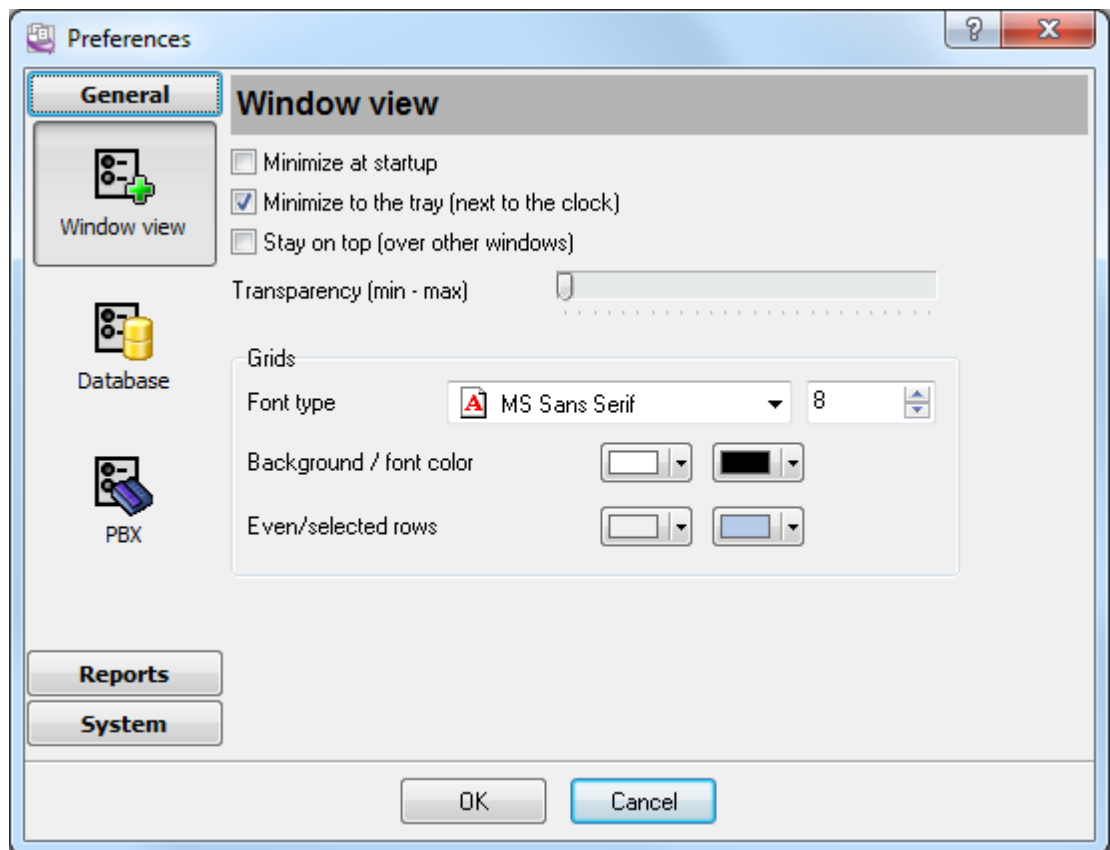 Preferences
General
Window view
Database
PBX
Reports
System
Window view
Minimize at startup
Minimize to the tray (next to the clock)
Stay on top (over other windows)
Transparency (min - max)
Grids
Font type
A MS Sans Serif
8
Background / font color
Even/selected rows
OK
Cancel